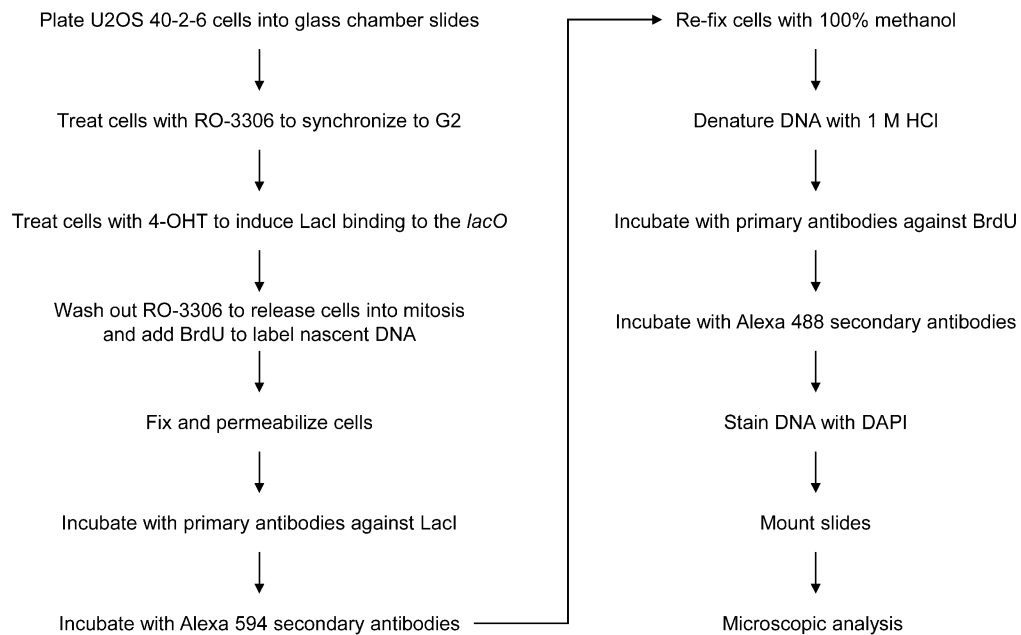 Plate U2OS 40-2-6 cells into glass chamber slides
Treat cells with RO-3306 to synchronize to G2
Treat cells with 4-OHT to induce LacI binding to the lacO
Wash out RO-3306 to release cells into mitosis
and add BrdU to label nascent DNA
Fix and permeabilize cells
Incubate with primary antibodies against LacI
Incubate with Alexa 594 secondary antibodies
Re-fix cells with 100% methanol
Denature DNA with 1 M HCl
Incubate with primary antibodies against BrdU
Incubate with Alexa 488 secondary antibodies
Stain DNA with DAPI
Mount slides
Microscopic analysis